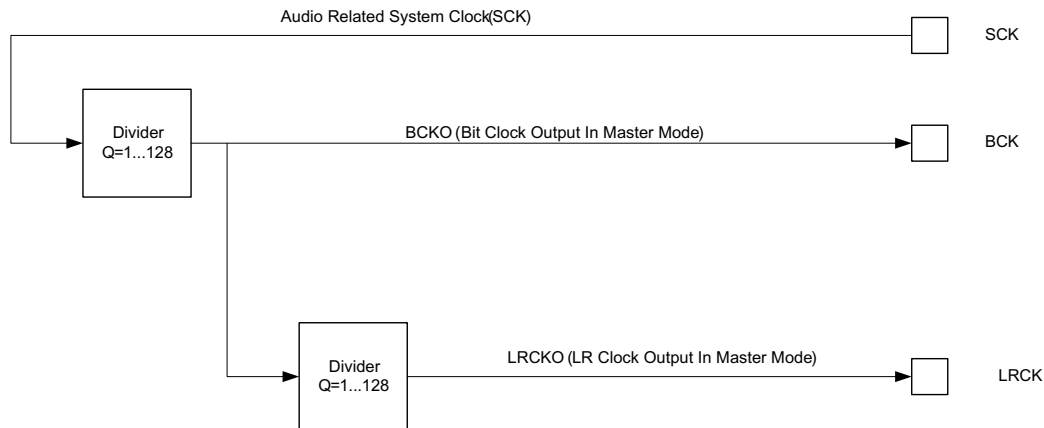 Audio Related System Clock(SCK)
SCK
Divider
Q=1...128
BCKO (Bit Clock Output In Master Mode)
BCK
Divider
Q=1...128
LRCKO (LR Clock Output In Master Mode)
LRCK